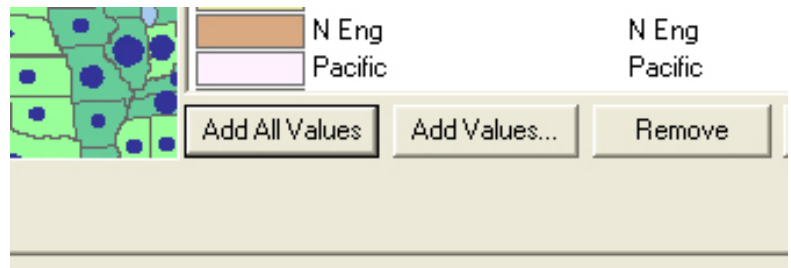 N Eng N Eng
Pacific Pacific
Add All Values Add Values... Remove